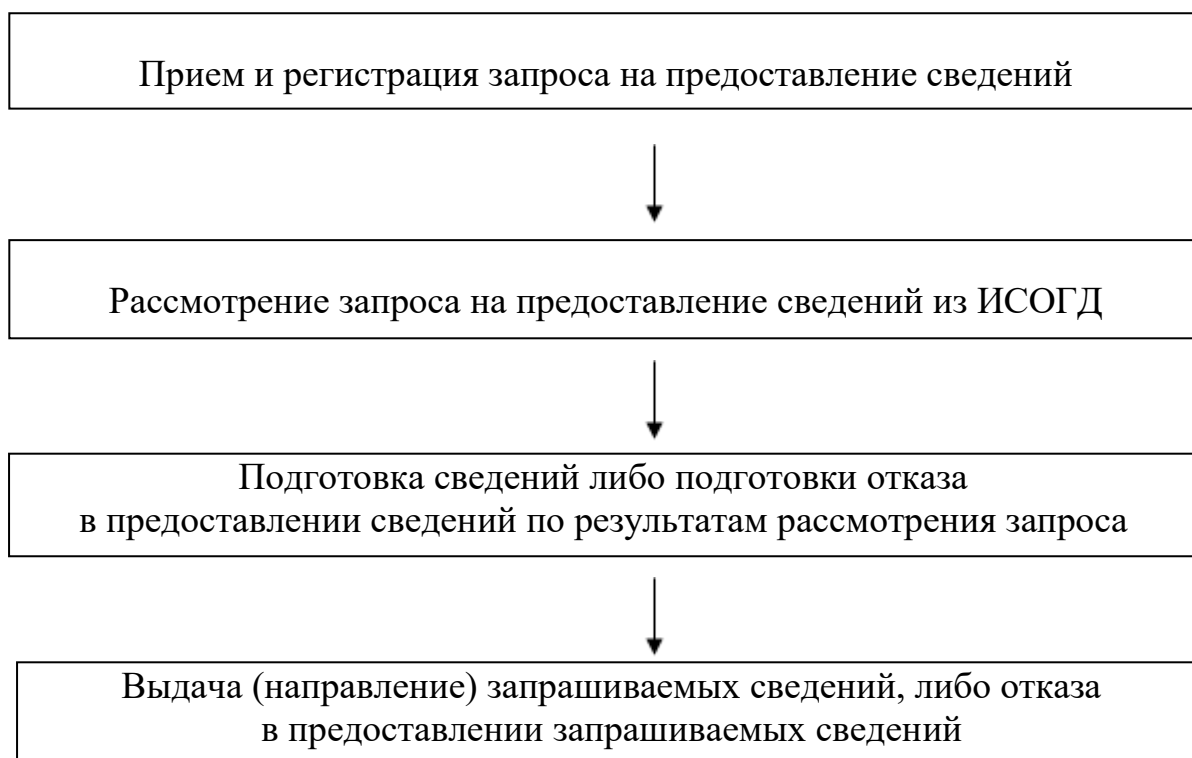 Прием и регистрация запроса на предоставление сведений
Рассмотрение запроса на предоставление сведений из ИСОГД
Подготовка сведений либо подготовки отказа
в предоставлении сведений по результатам рассмотрения запроса
Выдача (направление) запрашиваемых сведений, либо отказа
в предоставлении запрашиваемых сведений